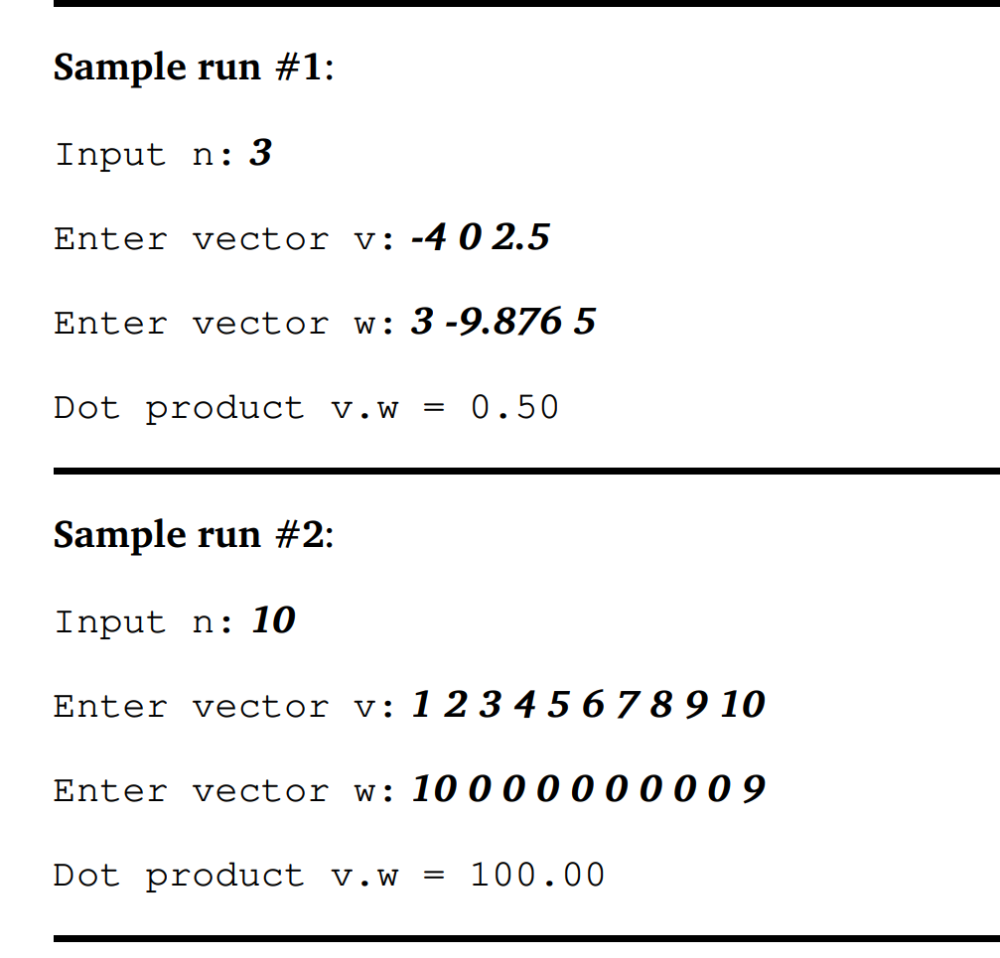 Sample run #1:
Input n: 3
Enter vector v: -4 0 2.5
Enter vector w: 3 -9.876 5
Dot product v.w = 0.50
Sample run #2:
Input n: 10
Enter vector v: 1 2 3 4 5 6 7 8 9 10
Enter vector w: 10 0 0 0 0 0 0 0 0 9
Dot product v.w = 100.00